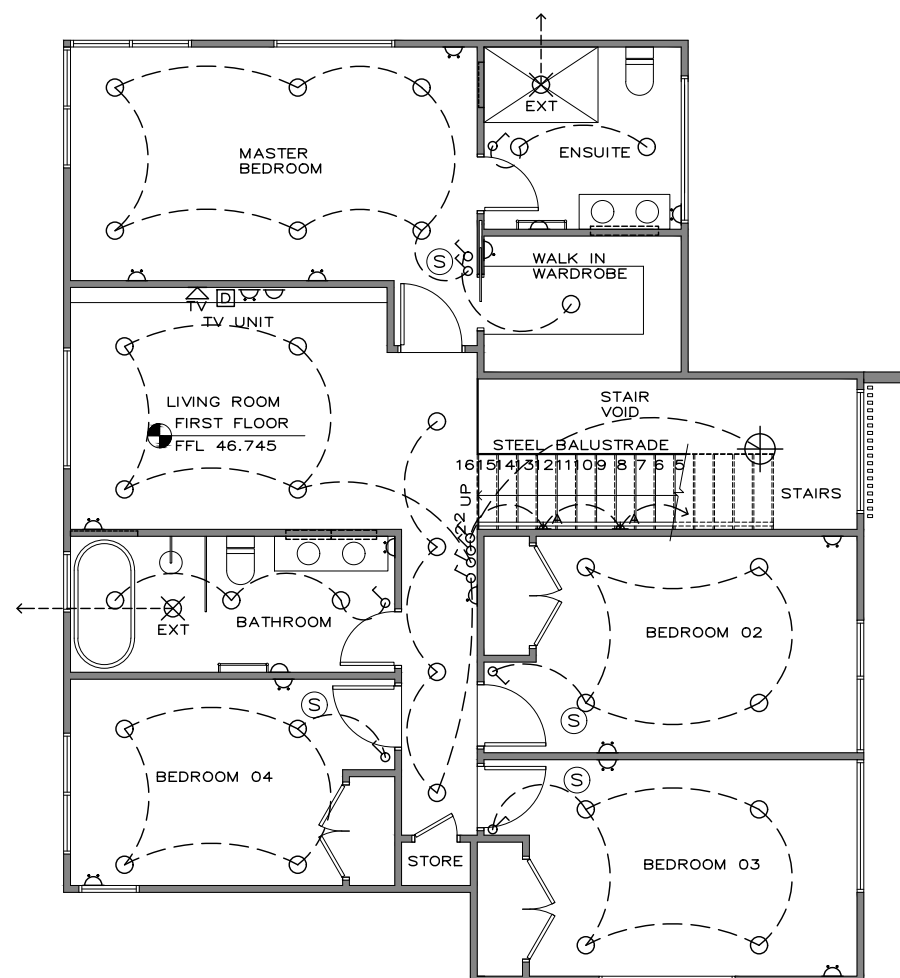 EXT
MASTER
BEDROOM
ENSUITE
S
WALK IN
WARDROBE
TV
D
TV UNIT
LIVING ROOM
FIRST FLOOR
FFL 46.745
STAIR
VOID
STEEL BALUSTRADE
16 15 14 13 12 11 10 9 8 7 6 5
22 UP
STAIRS
A
A
EXT
BATHROOM
BEDROOM 02
S
S
BEDROOM 04
S
STORE
BEDROOM 03